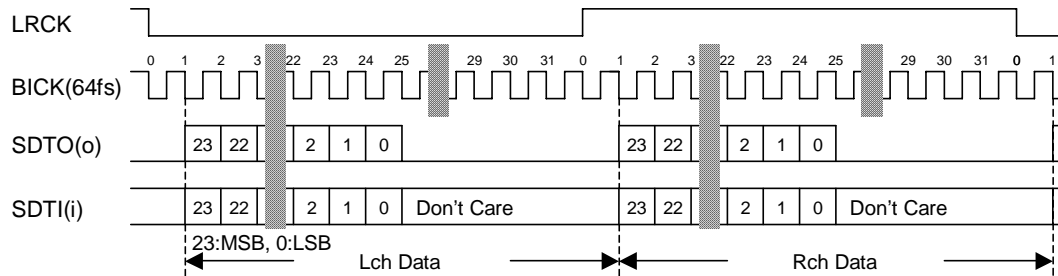 LRCK
0 1 2 3 22 23 24 25 29 30 31 0 1 2 3 22 23 24 25 29 30 31 0 1
BICK(64fs)
SDTO(o) 23 22 2 1 0 23 22 2 1 0
SDTI(i) 23 22 2 1 0 Don't Care 23 22 2 1 0 Don't Care
23:MSB, 0:LSB
Lch Data Rch Data